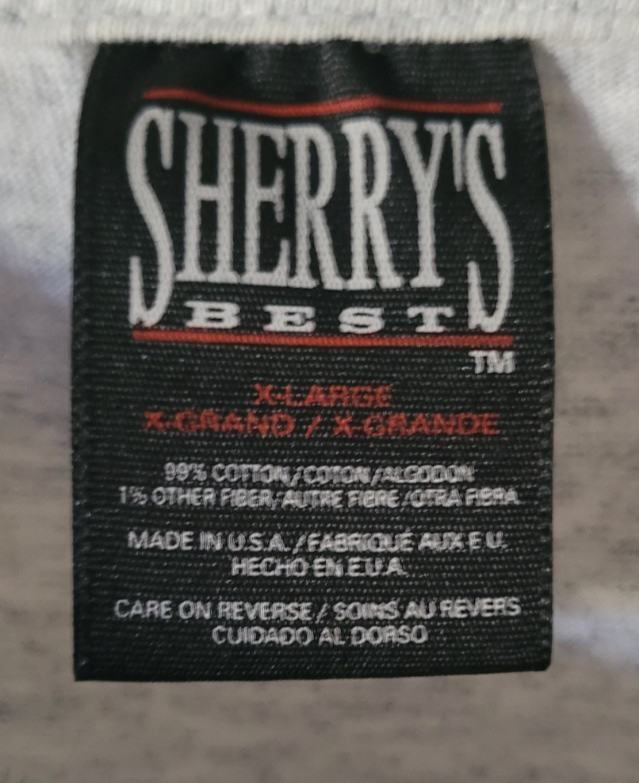 SHERRY'S
BEST
TM
X-LARGE
X-GRAND / X-GRANDE
99% COTTON/COTON/ALGODON
1% OTHER FIBER/AUTRE FIBRE/OTRA FIBRA
MADE IN U.S.A./FABRIQUÉ AUX E.U.
HECHO EN E.U.A.
CARE ON REVERSE / SOINS AU REVERS
CUIDADO AL DORSO